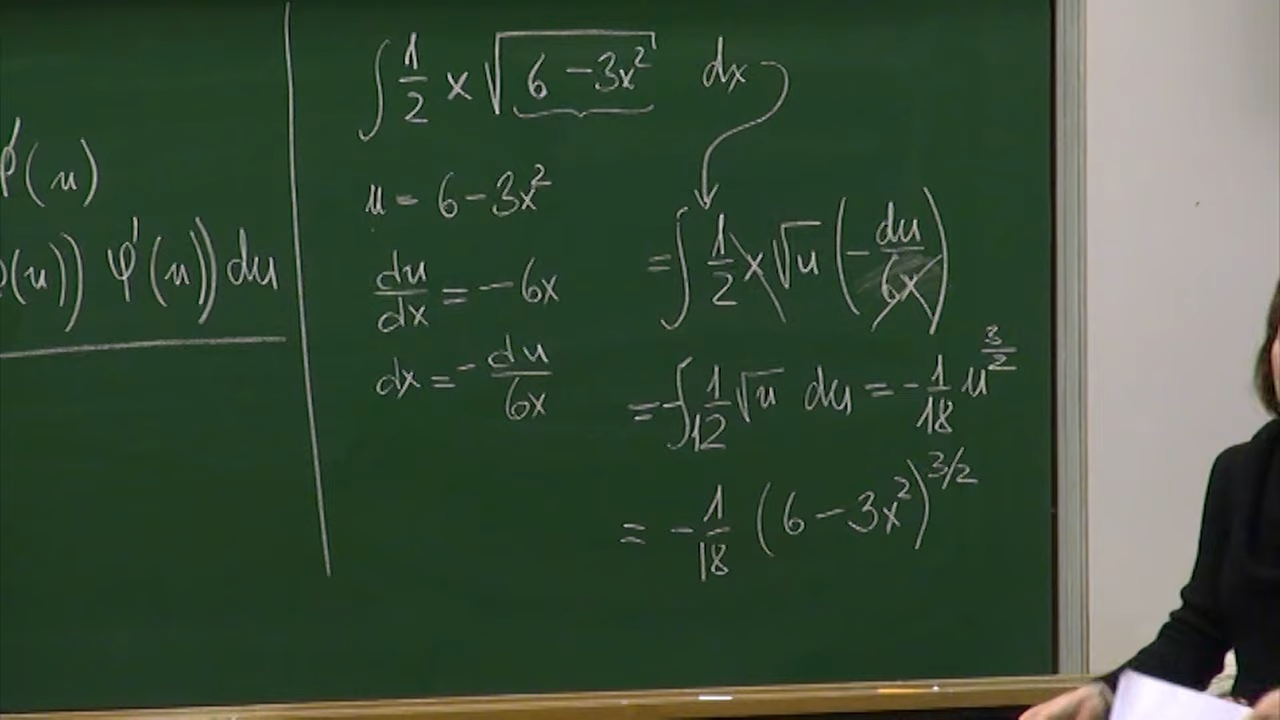 φ'(u)
(u)) φ'(u)) du
∫ 1/2 x √(6 − 3x²) dx
u = 6 − 3x²
du/dx = −6x
dx = − du/6x
= ∫ 1/2 x √u (− du/6x)
= −∫ 1/12 √u du = − 1/18 u^(3/2)
= − 1/18 (6 − 3x²)^(3/2)